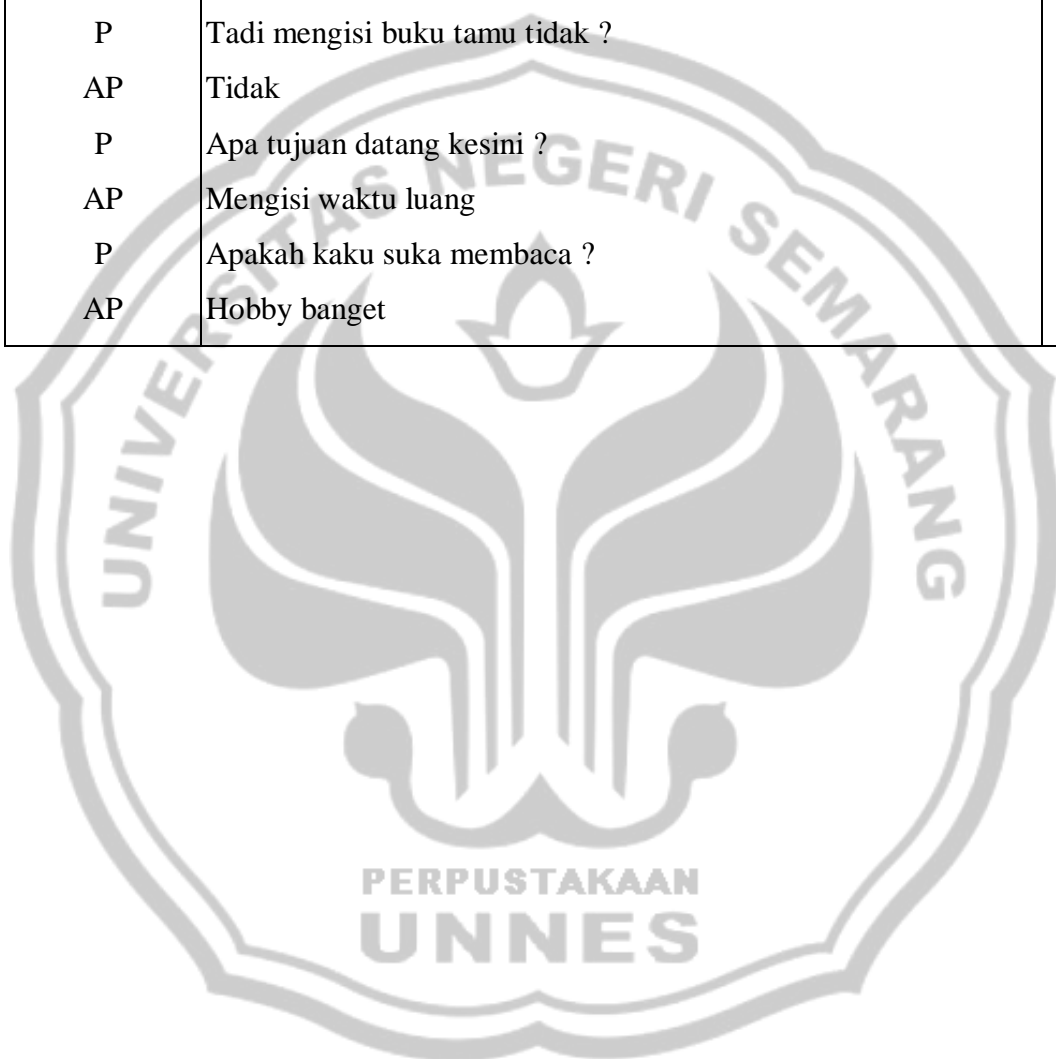 P Tadi mengisi buku tamu tidak ?
AP Tidak
P Apa tujuan datang kesini ?
AP Mengisi waktu luang
P Apakah kaku suka membaca ?
AP Hobby banget
UNIVERSITAS NEGERI SEMARANG
PERPUSTAKAAN
UNNES